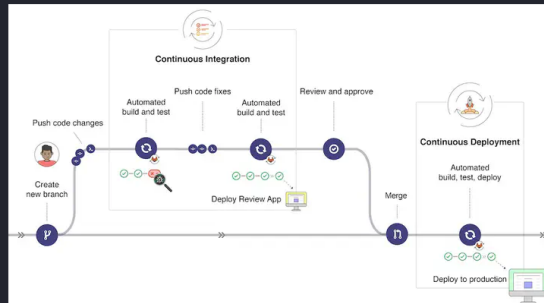 Continuous Integration
Push code fixes
Review and approve
Automated
build and test
Automated
build and test
Push code changes
Create
new branch
Deploy Review App
Merge
Continuous Deployment
Automated
build, test, deploy
Deploy to production